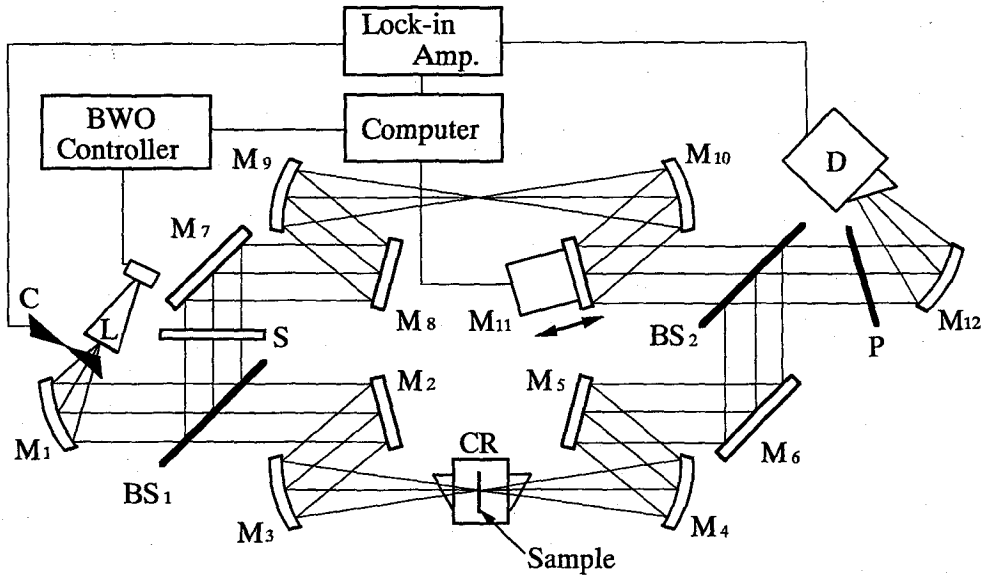 Lock-in
Amp.
BWO
Controller
Computer
M9
M10
D
M7
C
L
S
M8
M11
BS2
P
M12
M1
M2
M5
BS1
CR
M6
M3
M4
Sample